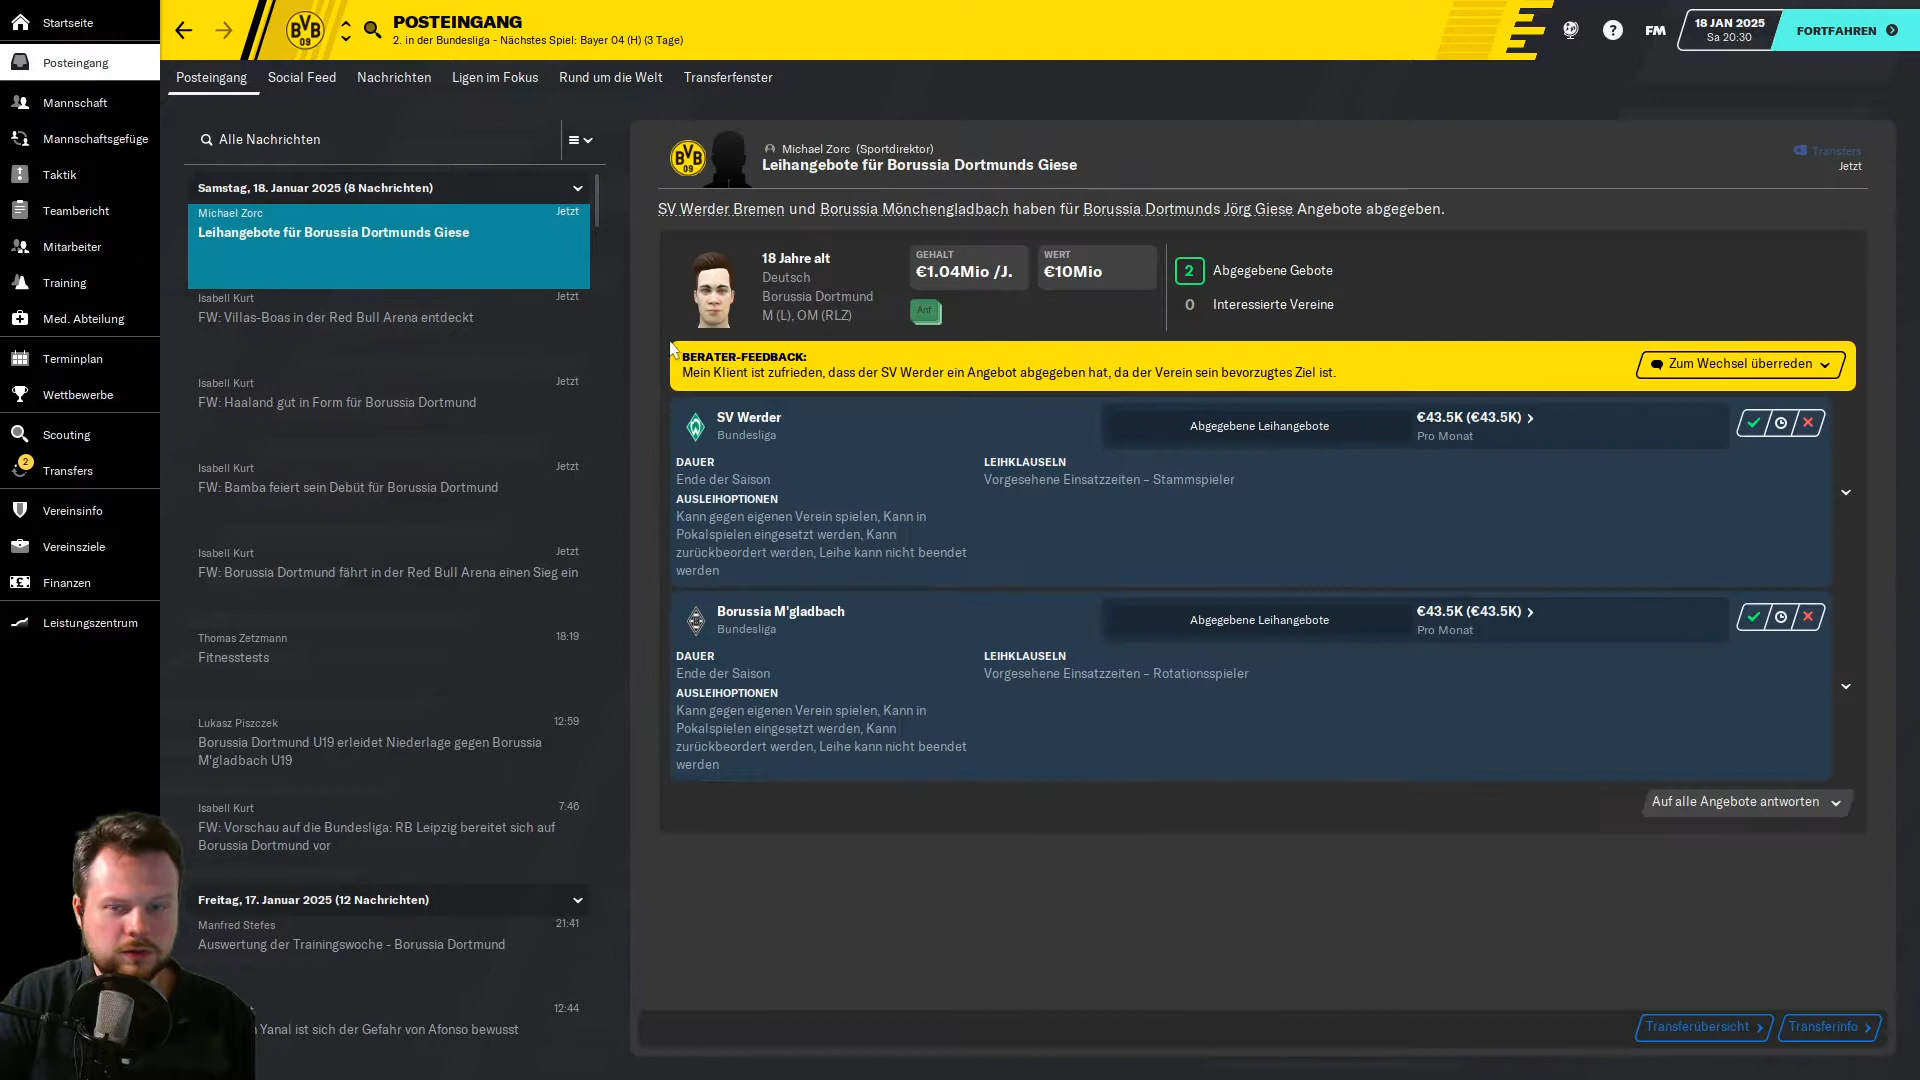 Startseite
Posteingang
Mannschaft
Mannschaftsgefüge
Taktik
Teambericht
Mitarbeiter
Training
Med. Abteilung
Terminplan
Wettbewerbe
Scouting
2
Transfers
Vereinsinfo
Vereinsziele
Finanzen
Leistungszentrum
BVB 09
POSTEINGANG
2. in der Bundesliga - Nächstes Spiel: Bayer 04 (H) (3 Tage)
FM
18 JAN 2025
Sa 20:30
FORTFAHREN
Posteingang Social Feed Nachrichten Ligen im Fokus Rund um die Welt Transferfenster
Alle Nachrichten
Samstag, 18. Januar 2025 (8 Nachrichten)
Michael Zorc Jetzt
Leihangebote für Borussia Dortmunds Giese
Isabell Kurt Jetzt
FW: Villas-Boas in der Red Bull Arena entdeckt
Isabell Kurt Jetzt
FW: Haaland gut in Form für Borussia Dortmund
Isabell Kurt Jetzt
FW: Bamba feiert sein Debüt für Borussia Dortmund
Isabell Kurt Jetzt
FW: Borussia Dortmund fährt in der Red Bull Arena einen Sieg ein
Thomas Zetzmann 18:19
Fitnesstests
Lukasz Piszczek 12:59
Borussia Dortmund U19 erleidet Niederlage gegen Borussia
M'gladbach U19
Isabell Kurt 7:46
FW: Vorschau auf die Bundesliga: RB Leipzig bereitet sich auf
Borussia Dortmund vor
Freitag, 17. Januar 2025 (12 Nachrichten)
Manfred Stefes 21:41
Auswertung der Trainingswoche - Borussia Dortmund
12:44
Yanal ist sich der Gefahr von Afonso bewusst
BVB 09
Michael Zorc (Sportdirektor)
Leihangebote für Borussia Dortmunds Giese
Transfers
Jetzt
SV Werder Bremen und Borussia Mönchengladbach haben für Borussia Dortmunds Jörg Giese Angebote abgegeben.
18 Jahre alt
Deutsch
Borussia Dortmund
M (L), OM (RLZ)
GEHALT
€1.04Mio /J.
WERT
€10Mio
Anf
2 Abgegebene Gebote
0 Interessierte Vereine
BERATER-FEEDBACK:
Mein Klient ist zufrieden, dass der SV Werder ein Angebot abgegeben hat, da der Verein sein bevorzugtes Ziel ist.
Zum Wechsel überreden
SV Werder
Bundesliga
Abgegebene Leihangebote
€43.5K (€43.5K)
Pro Monat
DAUER
Ende der Saison
LEIHKLAUSELN
Vorgesehene Einsatzzeiten – Stammspieler
AUSLEIHOPTIONEN
Kann gegen eigenen Verein spielen, Kann in
Pokalspielen eingesetzt werden, Kann
zurückbeordert werden, Leihe kann nicht beendet
werden
Borussia M'gladbach
Bundesliga
Abgegebene Leihangebote
€43.5K (€43.5K)
Pro Monat
DAUER
Ende der Saison
LEIHKLAUSELN
Vorgesehene Einsatzzeiten – Rotationsspieler
AUSLEIHOPTIONEN
Kann gegen eigenen Verein spielen, Kann in
Pokalspielen eingesetzt werden, Kann
zurückbeordert werden, Leihe kann nicht beendet
werden
Auf alle Angebote antworten
Transferübersicht
Transferinfo